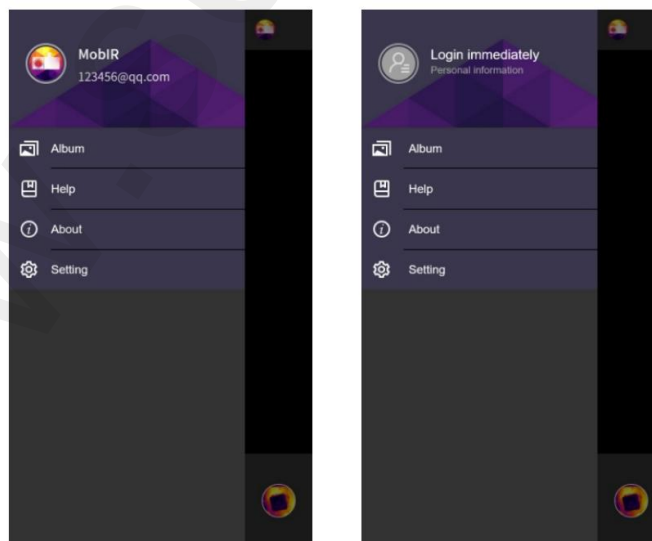 MobIR
123456@qq.com
Album
Help
About
Setting
Login immediately
Personal information
Album
Help
About
Setting